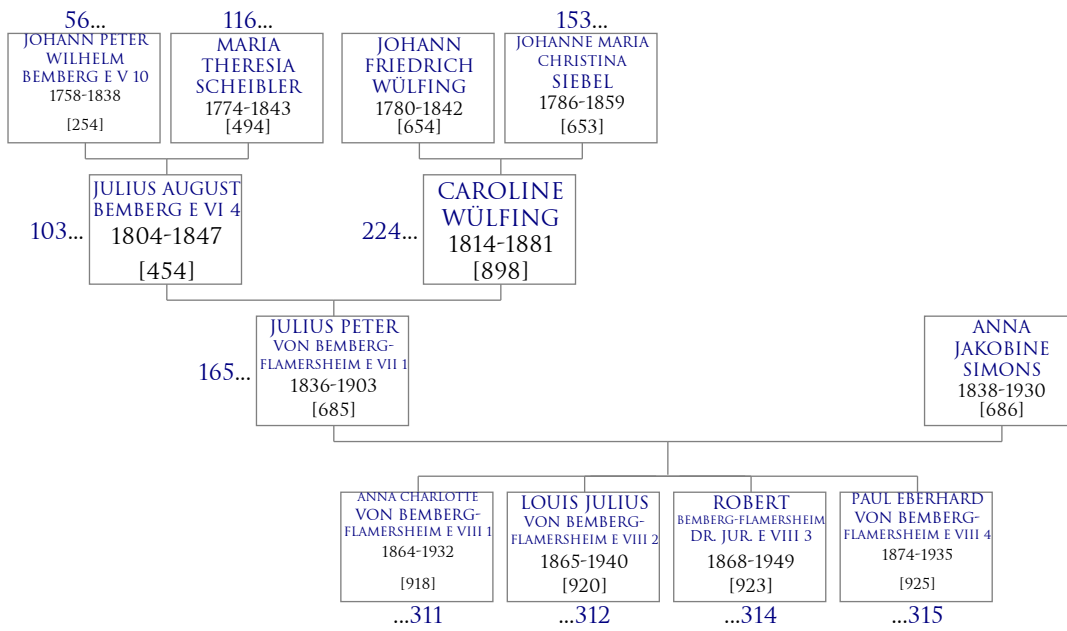 56...
116...
153...
JOHANN PETER
WILHELM
BEMBERG E V 10
1758-1838
[254]
MARIA
THERESIA
SCHEIBLER
1774-1843
[494]
JOHANN
FRIEDRICH
WÜLFING
1780-1842
[654]
JOHANNE MARIA
CHRISTINA
SIEBEL
1786-1859
[653]
103...
JULIUS AUGUST
BEMBERG E VI 4
1804-1847
[454]
224...
CAROLINE
WÜLFING
1814-1881
[898]
165...
JULIUS PETER
VON BEMBERG-
FLAMERSHEIM E VII 1
1836-1903
[685]
ANNA
JAKOBINE
SIMONS
1838-1930
[686]
ANNA CHARLOTTE
VON BEMBERG-
FLAMERSHEIM E VIII 1
1864-1932
[918]
LOUIS JULIUS
VON BEMBERG-
FLAMERSHEIM E VIII 2
1865-1940
[920]
ROBERT
BEMBERG-FLAMERSHEIM
DR. JUR. E VIII 3
1868-1949
[923]
PAUL EBERHARD
VON BEMBERG-
FLAMERSHEIM E VIII 4
1874-1935
[925]
...311
...312
...314
...315